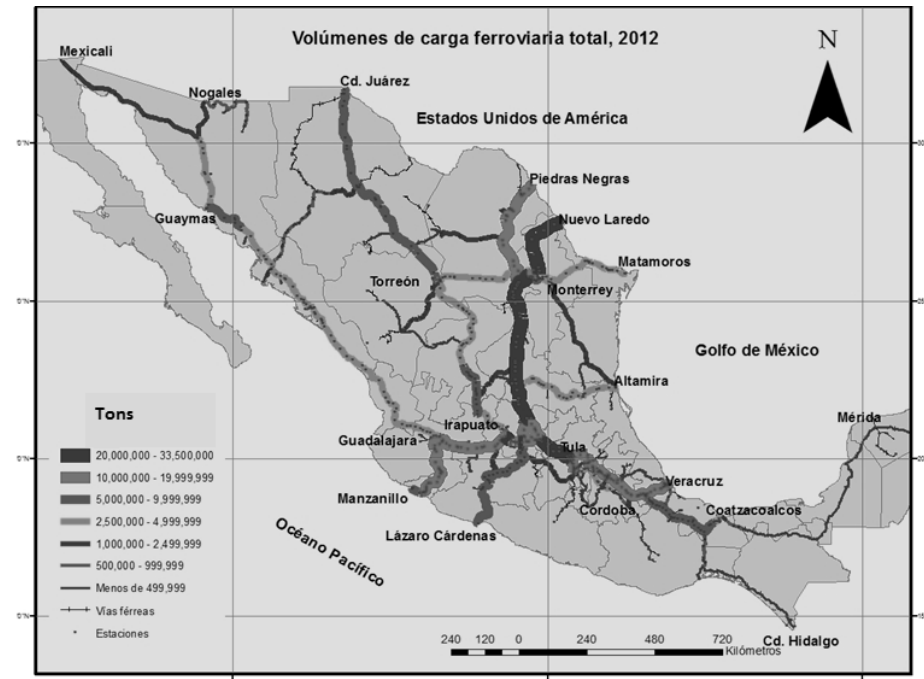 Volúmenes de carga ferroviaria total, 2012
N
Mexicali
Nogales
Cd. Juárez
Estados Unidos de América
Piedras Negras
Guaymas
Nuevo Laredo
Matamoros
Torreón
Monterrey
Golfo de México
Altamira
Mérida
Irapuato
Guadalajara
Tula
Veracruz
Manzanillo
Cordoba
Coatzacoalcos
Lázaro Cárdenas
Océano Pacífico
Cd. Hidalgo
Tons
20,000,000 - 33,500,000
10,000,000 - 19,999,999
5,000,000 - 9,999,999
2,500,000 - 4,999,999
1,000,000 - 2,499,999
500,000 - 999,999
Menos de 499,999
Vías férreas
Estaciones
240 120 0 240 480 720
Kilómetros